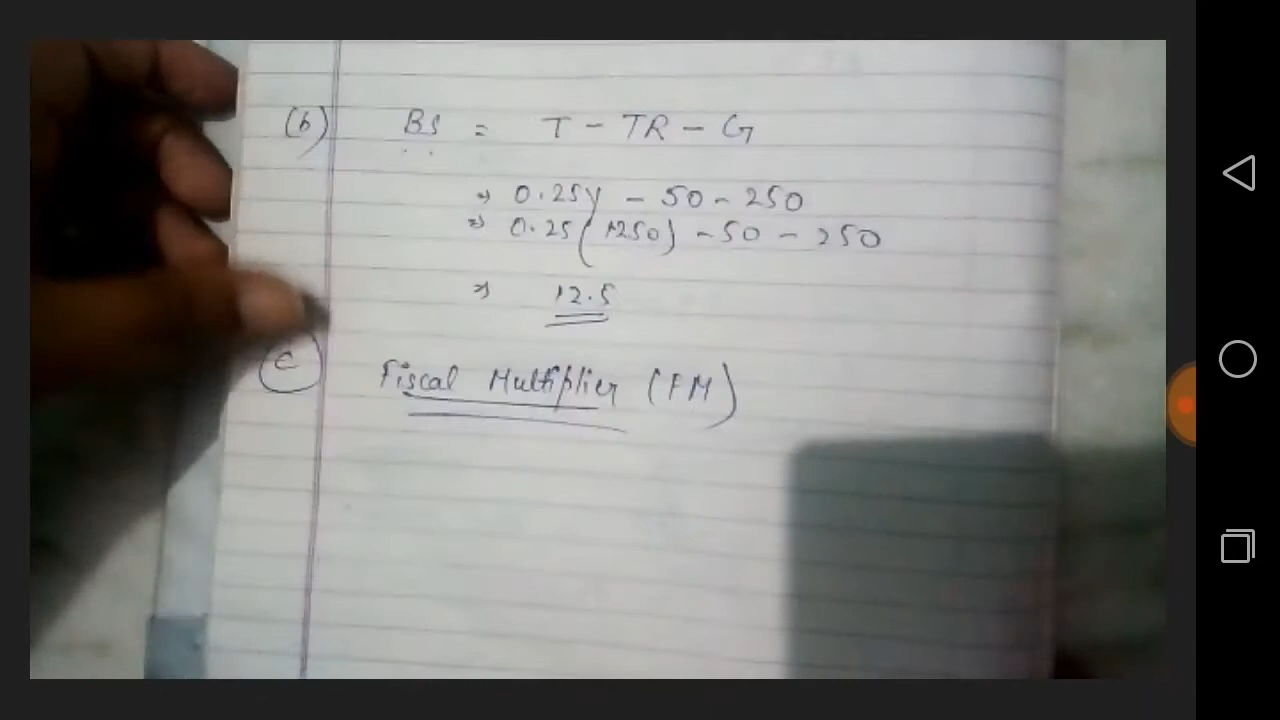 (b) BS = T - TR - G
⇒ 0.25Y - 50 - 250
⇒ 0.25(1250) - 50 - 250
⇒ 12.5
(c) Fiscal Multiplier (FM)